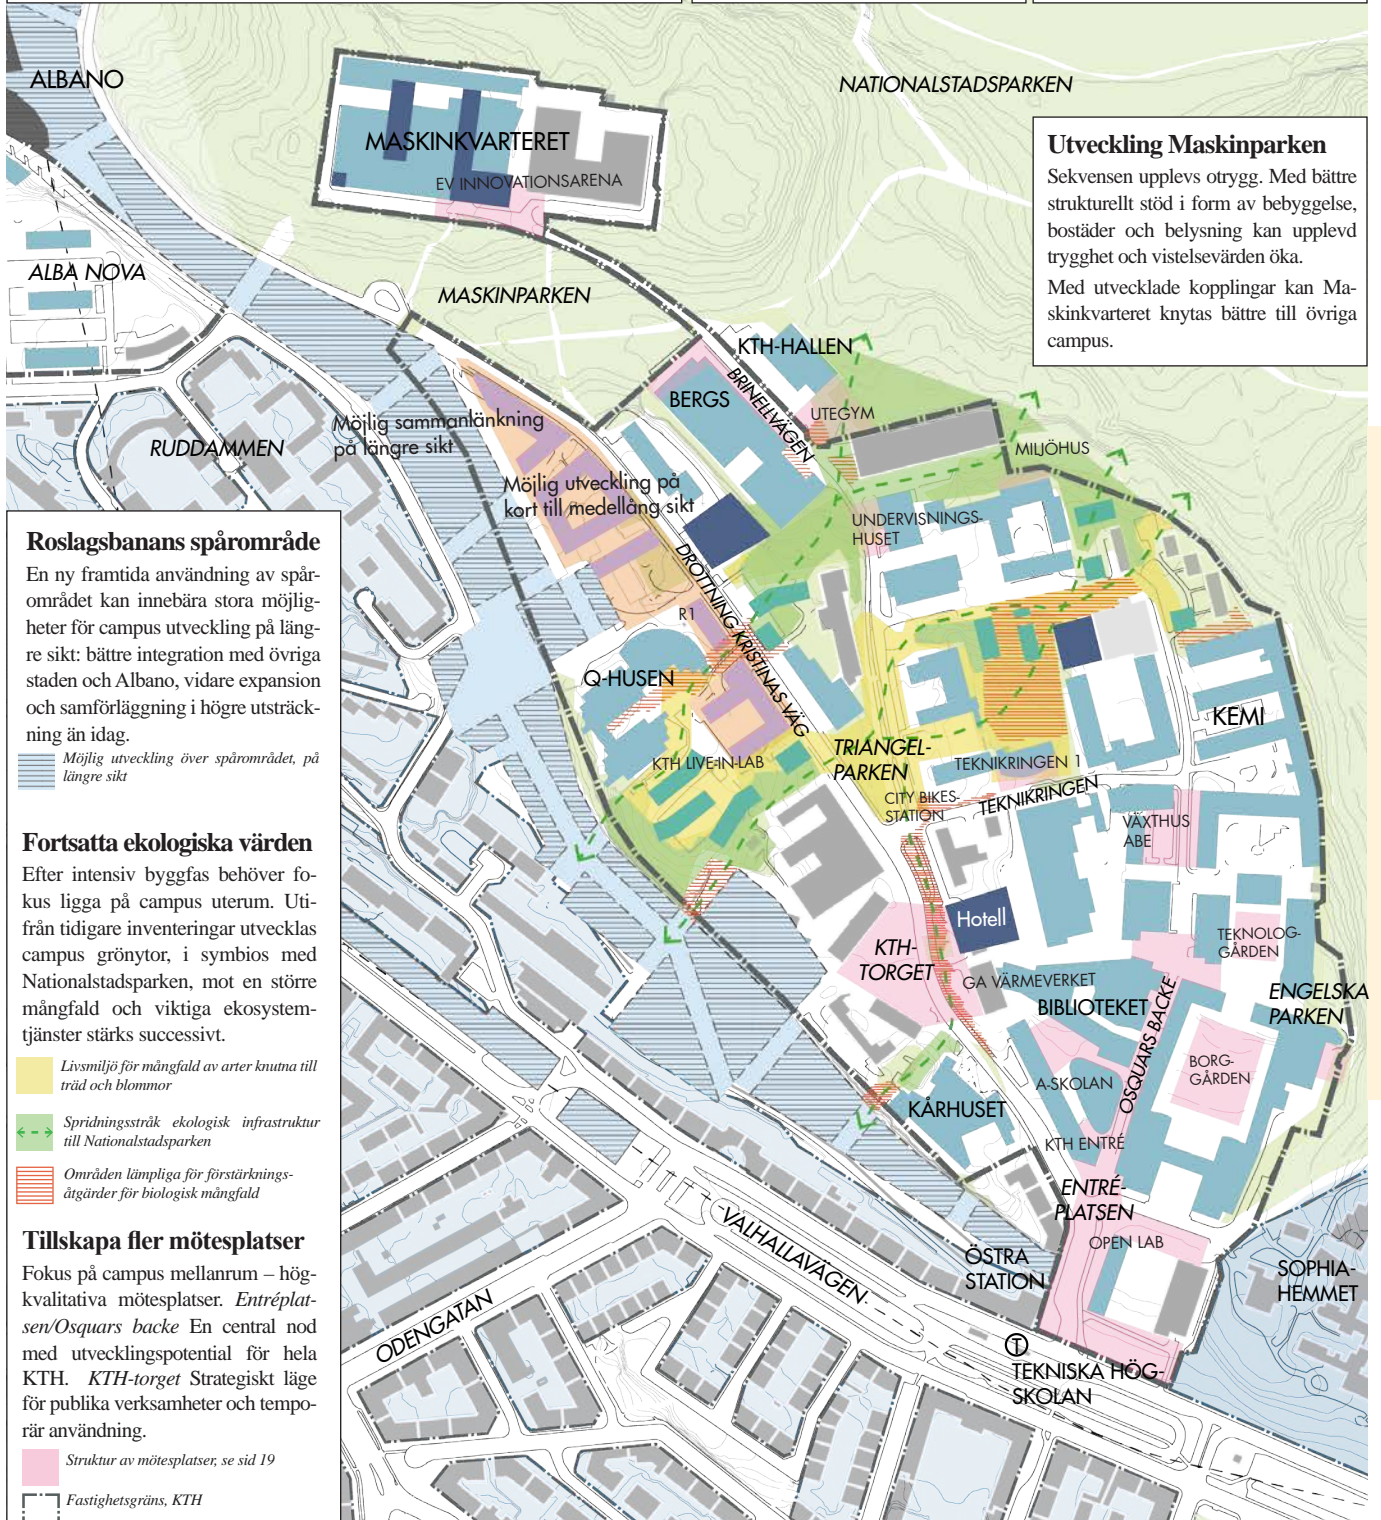 ALBANO
NATIONALSTADSPARKEN
MASKINKVARTERET
EV INNOVATIONSARENA
Utveckling Maskinparken
Sekvensen upplevs otrygg. Med bättre
strukturellt stöd i form av bebyggelse,
bostäder och belysning kan upplevd
trygghet och vistelsevärden öka.
Med utvecklade kopplingar kan Ma-
skinkvarteret knytas bättre till övriga
campus.
ALBA NOVA
MASKINPARKEN
KTH-HALLEN
BRINELLVÄGEN
BERGS
UTEGYM
MILJÖHUS
RUDDAMMEN
Möjlig sammanlänkning
på längre sikt
Möjlig utveckling på
kort till medellång sikt
UNDERVISNINGS-
HUSET
DROTTNING KRISTINAS VÄG
R1
Q-HUSEN
KEMI
KTH LIVE-IN-LAB
TRIANGEL-
PARKEN
TEKNIKRINGEN 1
CITY BIKES-
STATION
TEKNIKRINGEN
VÄXTHUS
ABE
Hotell
KTH-
TORGET
TEKNOLOG-
GÅRDEN
GA VÄRMEVERKET
BIBLIOTEKET
ENGELSKA
PARKEN
OSQUARS BACKE
BORG-
GÅRDEN
A-SKOLAN
KÅRHUSET
KTH ENTRÉ
ENTRÉ-
PLATSEN
OPEN LAB
ÖSTRA
STATION
SOPHIA-
HEMMET
VALHALLAVÄGEN
ODENGATAN
T
TEKNISKA HÖG-
SKOLAN
Roslagsbanans spårområde
En ny framtida användning av spår-
området kan innebära stora möjlig-
heter för campus utveckling på läng-
re sikt: bättre integration med övriga
staden och Albano, vidare expansion
och samförläggning i högre utsträck-
ning än idag.
Möjlig utveckling över spårområdet, på
längre sikt
Fortsatta ekologiska värden
Efter intensiv byggfas behöver fo-
kus ligga på campus uterum. Uti-
från tidigare inventeringar utvecklas
campus grönytor, i symbios med
Nationalstadsparken, mot en större
mångfald och viktiga ekosystem-
tjänster stärks successivt.
Livsmiljö för mångfald av arter knutna till
träd och blommor
Spridningsstråk ekologisk infrastruktur
till Nationalstadsparken
Områden lämpliga för förstärknings-
åtgärder för biologisk mångfald
Tillskapa fler mötesplatser
Fokus på campus mellanrum – hög-
kvalitativa mötesplatser. Entréplat-
sen/Osquars backe En central nod
med utvecklingspotential för hela
KTH. KTH-torget Strategiskt läge
för publika verksamheter och tempo-
rär användning.
Struktur av mötesplatser, se sid 19
Fastighetsgräns, KTH